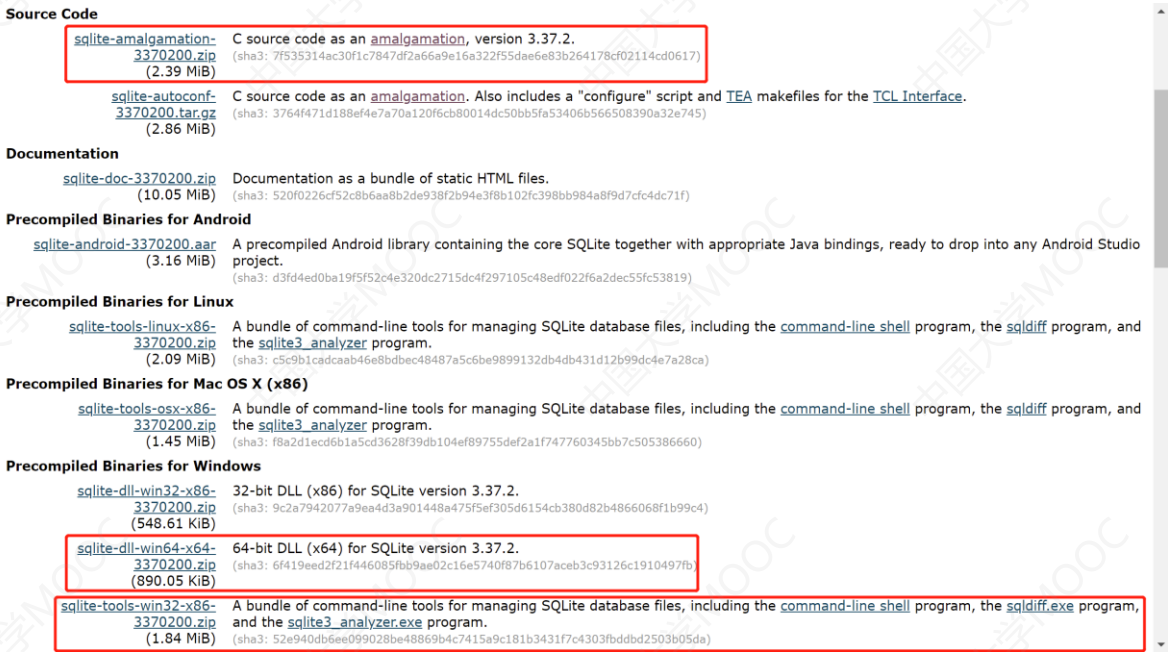 Source Code
sqlite-amalgamation- C source code as an amalgamation, version 3.37.2.
3370200.zip (sha3: 7f535314ac30f1c7847df2a66a9e16a322f55dae6e83b264178cf02114cd0617)
(2.39 MiB)
sqlite-autoconf- C source code as an amalgamation. Also includes a "configure" script and TEA makefiles for the TCL Interface.
3370200.tar.gz (sha3: 3764f471d188ef4e7a70a120f6cb80014dc50bb5fa53406b566508390a32e745)
(2.86 MiB)
Documentation
sqlite-doc-3370200.zip Documentation as a bundle of static HTML files.
(10.05 MiB) (sha3: 520f0226cf52c8b6aa8b2de938f2b94e3f8b102fc398bb984a8f9d7cfc4dc71f)
Precompiled Binaries for Android
sqlite-android-3370200.aar A precompiled Android library containing the core SQLite together with appropriate Java bindings, ready to drop into any Android Studio
(3.16 MiB) project.
(sha3: d3fd4ed0ba19f5f52c4e320dc2715dc4f297105c48edf022f6a2dec55fc53819)
Precompiled Binaries for Linux
sqlite-tools-linux-x86- A bundle of command-line tools for managing SQLite database files, including the command-line shell program, the sqldiff program, and
3370200.zip the sqlite3_analyzer program.
(2.09 MiB) (sha3: c5c9b1cadcaab46e8bdbec48487a5c6be9899132db4db431d12b99dc4e7a28ca)
Precompiled Binaries for Mac OS X (x86)
sqlite-tools-osx-x86- A bundle of command-line tools for managing SQLite database files, including the command-line shell program, the sqldiff program, and
3370200.zip the sqlite3_analyzer program.
(1.45 MiB) (sha3: f8a2d1ecd6b1a5cd3628f39db104ef89755def2a1f747760345bb7c505386660)
Precompiled Binaries for Windows
sqlite-dll-win32-x86- 32-bit DLL (x86) for SQLite version 3.37.2.
3370200.zip (sha3: 9c2a7942077a9ea4d3a901448a475f5ef305d6154cb380d82b4866068f1b99c4)
(548.61 KiB)
sqlite-dll-win64-x64- 64-bit DLL (x64) for SQLite version 3.37.2.
3370200.zip (sha3: 6f419eed2f21f446085fbb9ae02c16e5740f87b6107aceb3c93126c1910497fb)
(890.05 KiB)
sqlite-tools-win32-x86- A bundle of command-line tools for managing SQLite database files, including the command-line shell program, the sqldiff.exe program,
3370200.zip and the sqlite3_analyzer.exe program.
(1.84 MiB) (sha3: 52e940db6ee099028be48869b4c7415a9c181b3431f7c4303fbddbd2503b05da)
中国大学MOOC